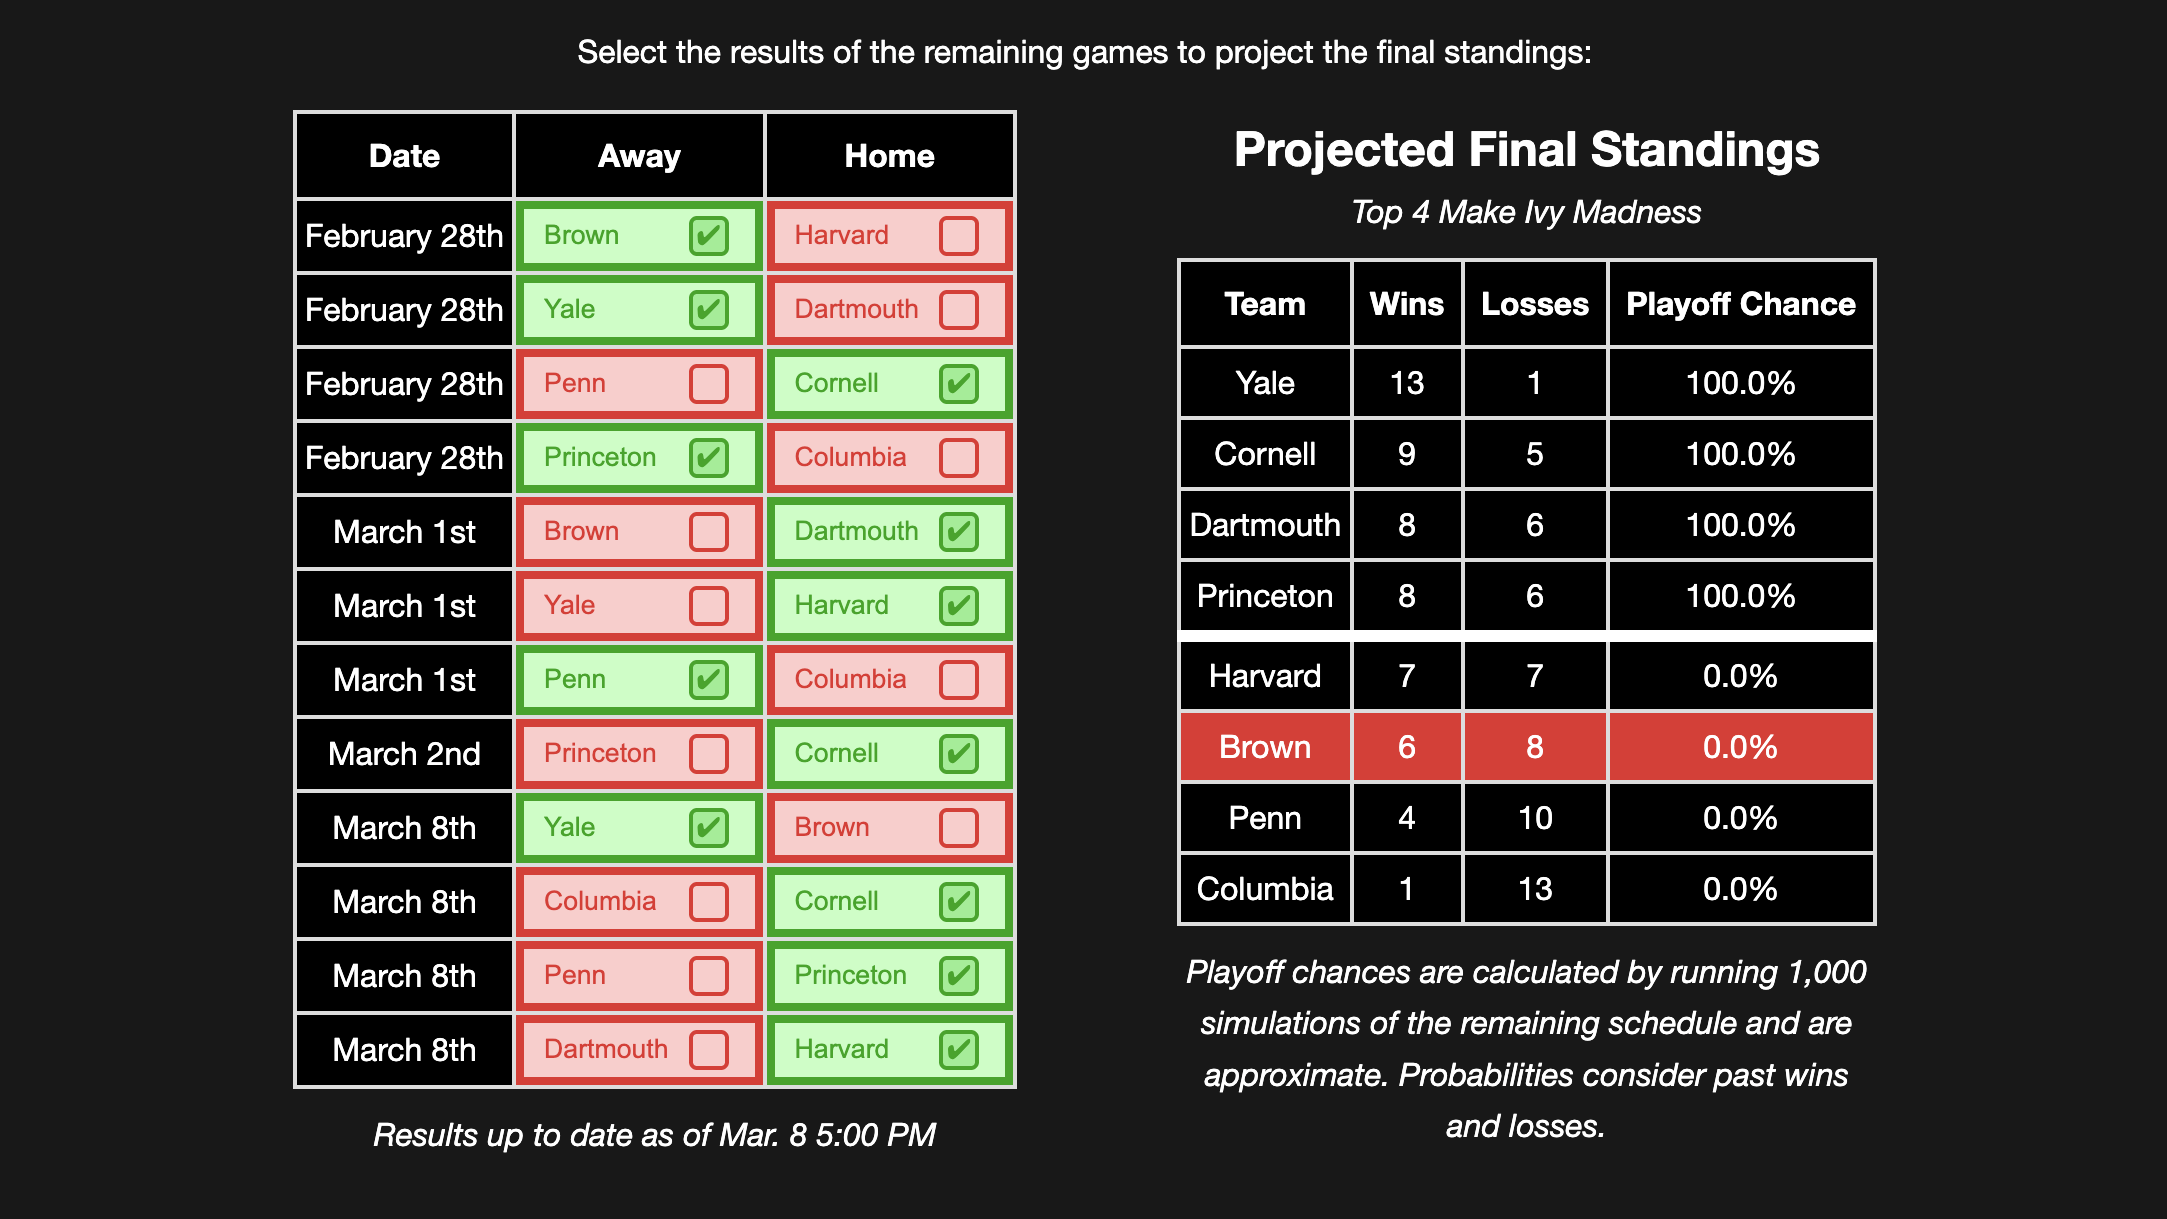 Select the results of the remaining games to project the final standings:
Date Away Home
February 28th Brown ✔ Harvard
February 28th Yale ✔ Dartmouth
February 28th Penn Cornell ✔
February 28th Princeton ✔ Columbia
March 1st Brown Dartmouth ✔
March 1st Yale Harvard ✔
March 1st Penn ✔ Columbia
March 2nd Princeton Cornell ✔
March 8th Yale ✔ Brown
March 8th Columbia Cornell ✔
March 8th Penn Princeton ✔
March 8th Dartmouth Harvard ✔
Results up to date as of Mar. 8 5:00 PM
Projected Final Standings
Top 4 Make Ivy Madness
Team Wins Losses Playoff Chance
Yale 13 1 100.0%
Cornell 9 5 100.0%
Dartmouth 8 6 100.0%
Princeton 8 6 100.0%
Harvard 7 7 0.0%
Brown 6 8 0.0%
Penn 4 10 0.0%
Columbia 1 13 0.0%
Playoff chances are calculated by running 1,000
simulations of the remaining schedule and are
approximate. Probabilities consider past wins
and losses.